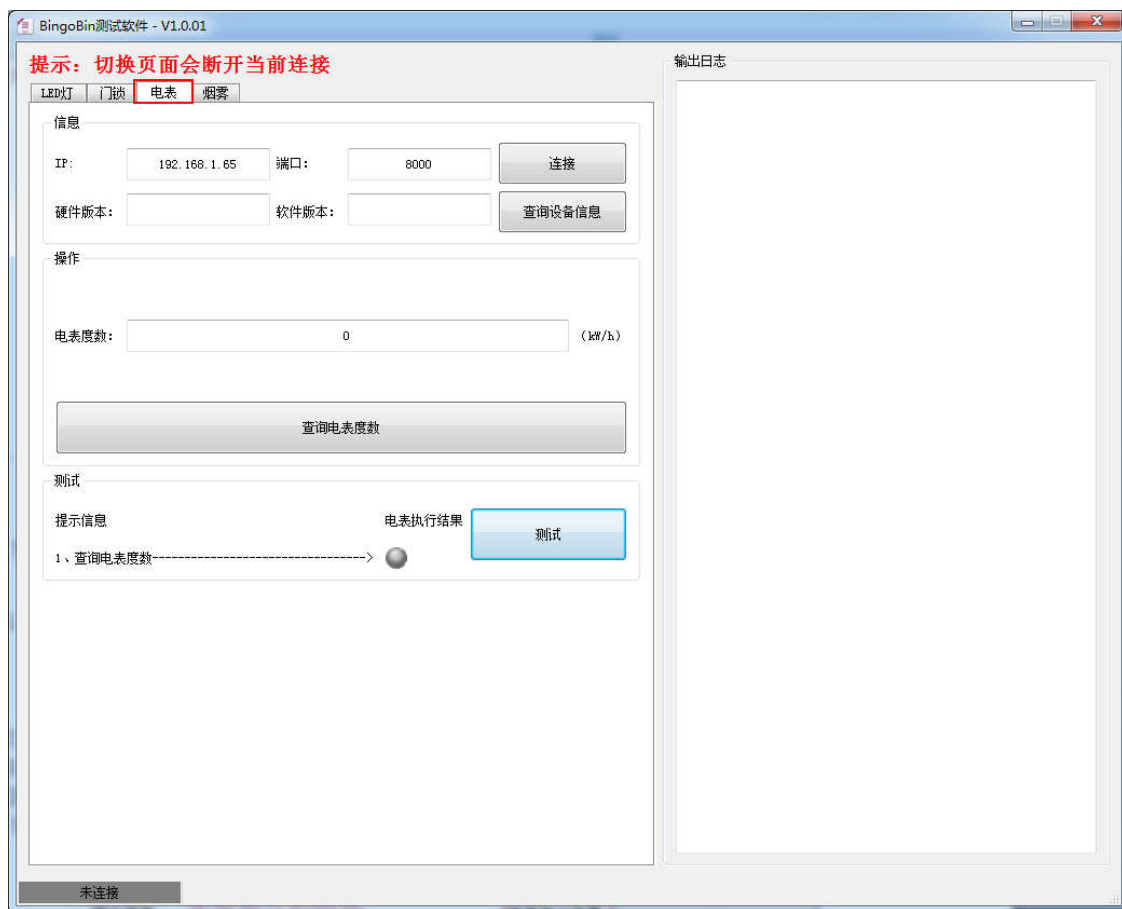 BingoBin测试软件 - V1.0.01
提示：切换页面会断开当前连接
LED灯 门锁 电表 烟雾
信息
IP: 192.168.1.65 端口： 8000 连接
硬件版本： 软件版本： 查询设备信息
操作
电表度数： 0 (kW/h)
查询电表度数
测试
提示信息 电表执行结果 测试
1、查询电表度数--------------------------------->
未连接
输出日志